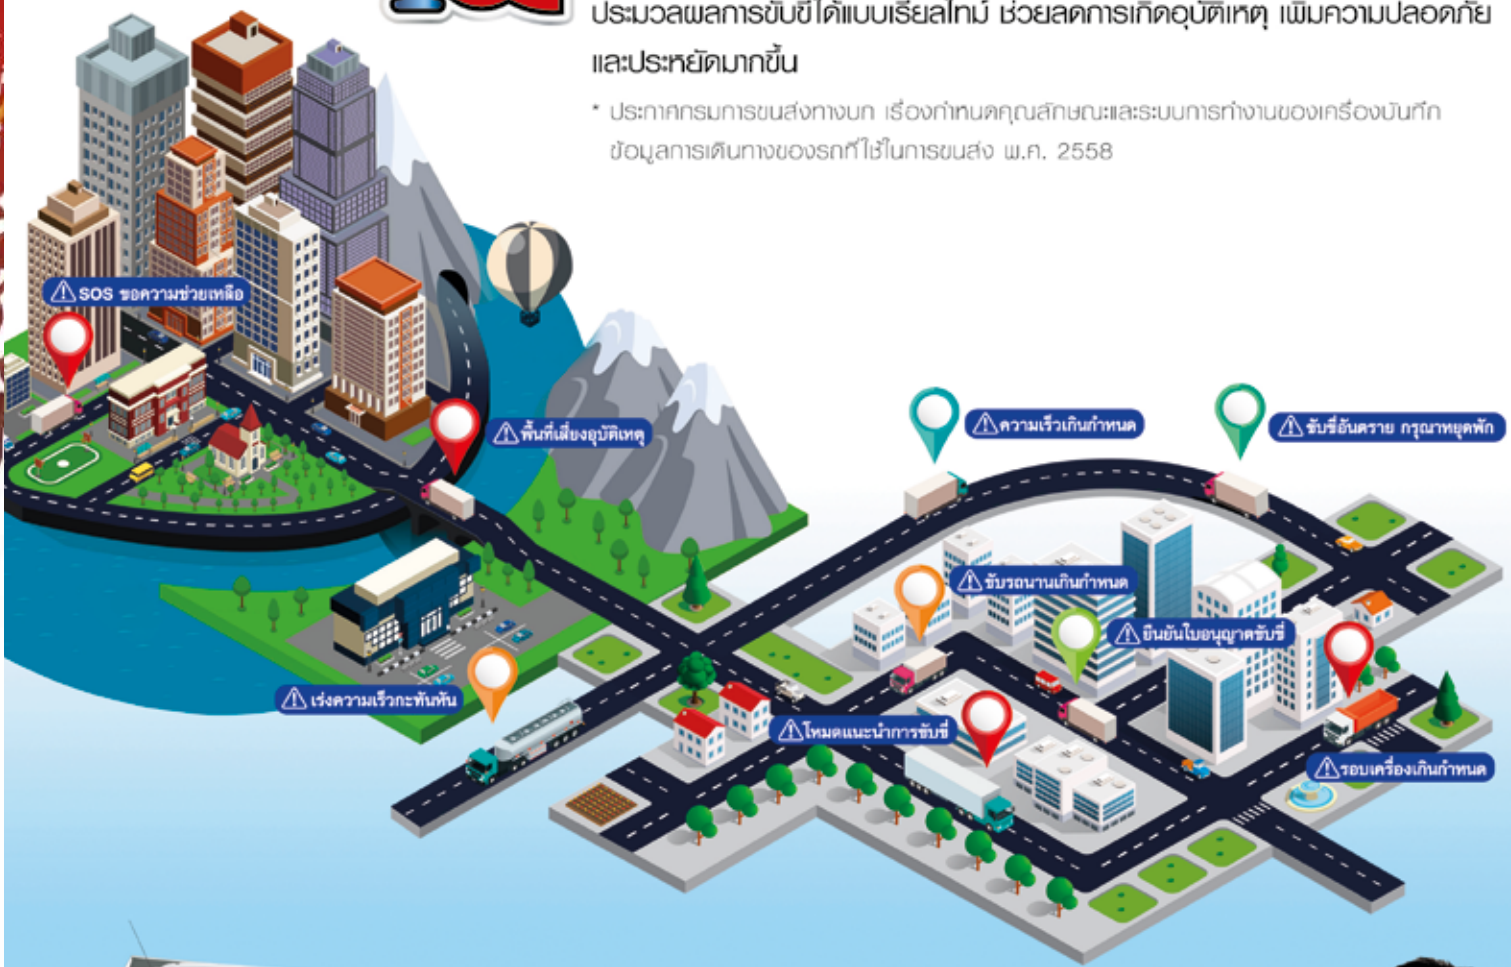 ประมวลผลการขับขี่ได้แบบเรียลไทม์ ช่วยลดการเกิดอุบัติเหตุ เพิ่มความปลอดภัย
และประหยัดมากขึ้น
* ประกาศกรมการขนส่งทางบก เรื่องกำหนดคุณลักษณะและระบบการทำงานของเครื่องบันทึก
ข้อมูลการเดินทางของรถที่ใช้ในการขนส่ง พ.ศ. 2558
SOS ขอความช่วยเหลือ
พื้นที่เสี่ยงอุบัติเหตุ
ความเร็วเกินกำหนด
ขับขี่อันตราย กรุณาหยุดพัก
ขับรถนานเกินกำหนด
ยืนยันใบอนุญาตขับขี่
เร่งความเร็วกะทันหัน
โหมดแนะนำการขับขี่
รอบเครื่องเกินกำหนด